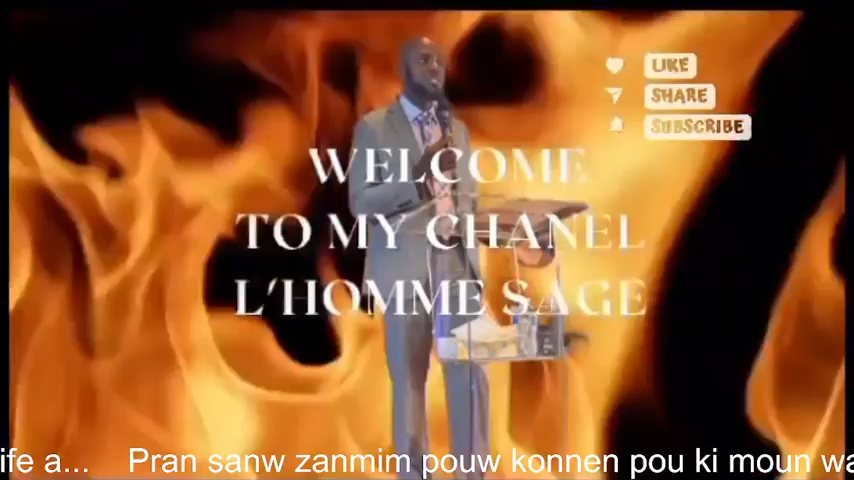 LIKE
SHARE
SUBSCRIBE
WELCOME
TO MY CHANEL
L'HOMME SAGE
ife a... Pran sanw zanmim pouw konnen pou ki moun wa